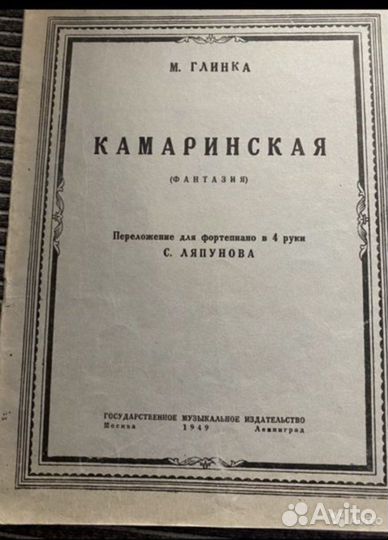 М. ГЛИНКА
КАМАРИНСКАЯ
(ФАНТАЗИЯ)
Переложение для фортепиано в 4 руки
С. ЛЯПУНОВА
ГОСУДАРСТВЕННОЕ МУЗЫКАЛЬНОЕ ИЗДАТЕЛЬСТВО
Москва 1949 Ленинград
Avito